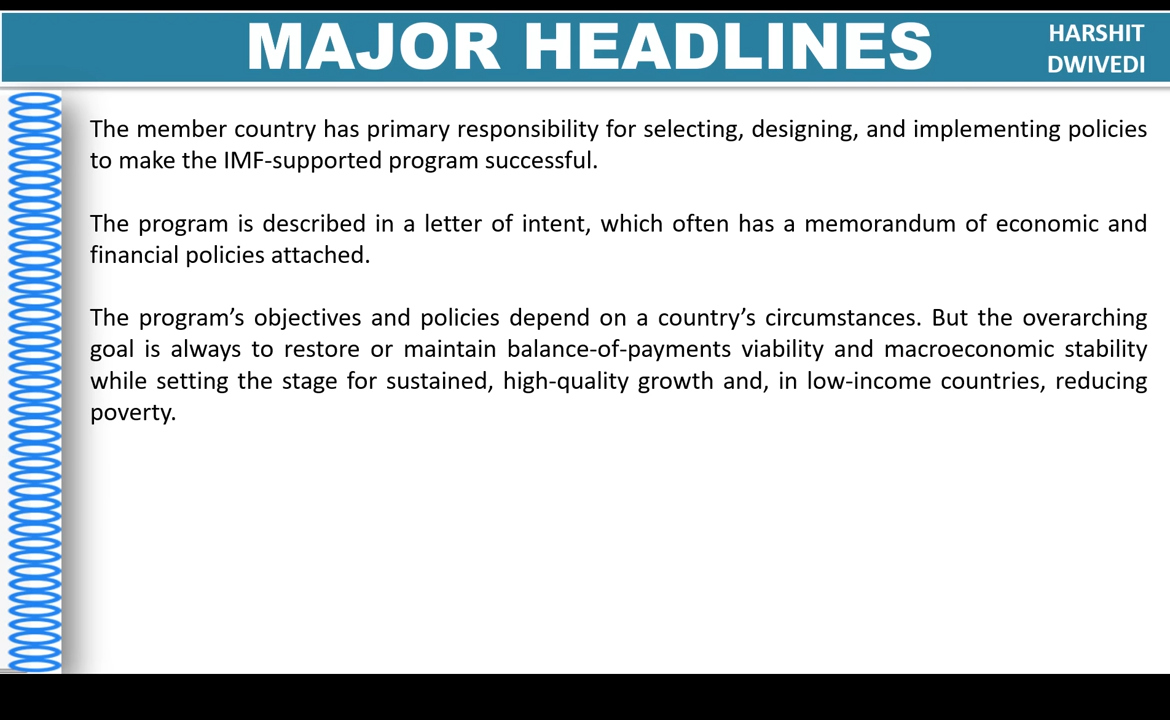 MAJOR HEADLINES
HARSHIT
DWIVEDI
The member country has primary responsibility for selecting, designing, and implementing policies
to make the IMF-supported program successful.
The program is described in a letter of intent, which often has a memorandum of economic and
financial policies attached.
The program’s objectives and policies depend on a country’s circumstances. But the overarching
goal is always to restore or maintain balance-of-payments viability and macroeconomic stability
while setting the stage for sustained, high-quality growth and, in low-income countries, reducing
poverty.